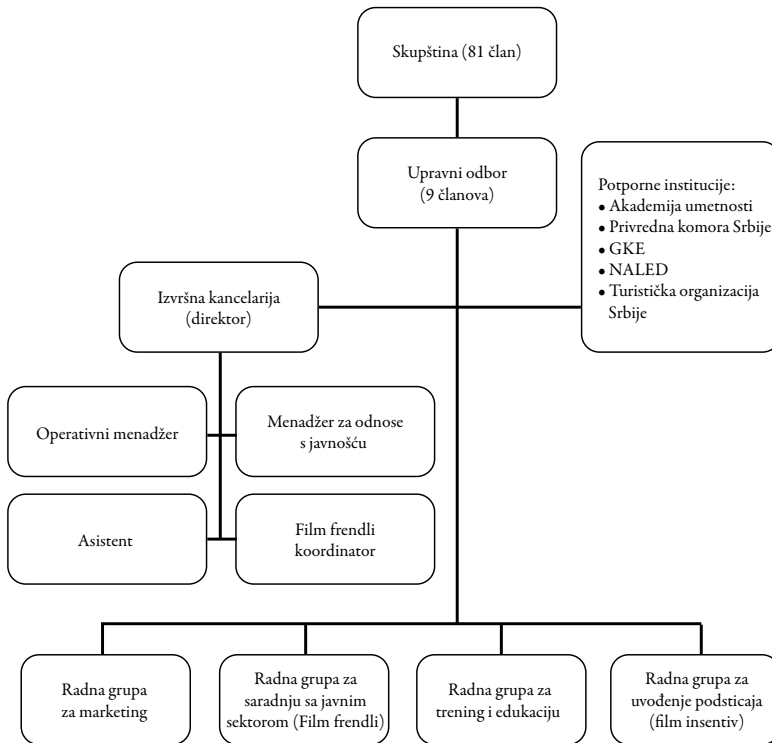 Skupština (81 član)
Upravni odbor
(9 članova)
Potporne institucije:
• Akademija umetnosti
• Privredna komora Srbije
• GKE
• NALED
• Turistička organizacija
Srbije
Izvršna kancelarija
(direktor)
Operativni menadžer
Menadžer za odnose
s javnošću
Asistent
Film frendli
koordinator
Radna grupa
za marketing
Radna grupa za
saradnju sa javnim
sektorom (Film frendli)
Radna grupa za
trening i edukaciju
Radna grupa za
uvođenje podsticaja
(film insentiv)